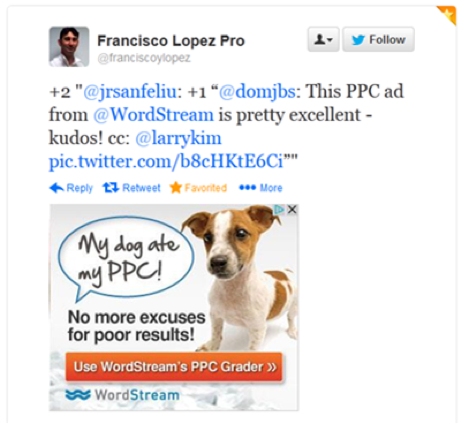 Francisco Lopez Pro
@franciscoylopez
Follow
+2 "@jrsanfeliu: +1 “@domjbs: This PPC ad
from @WordStream is pretty excellent -
kudos! cc: @larrykim
pic.twitter.com/b8cHKtE6Ci”"
Reply Retweet Favorited More
My dog ate
my PPC!
No more excuses
for poor results!
Use WordStream's PPC Grader »
WordStream